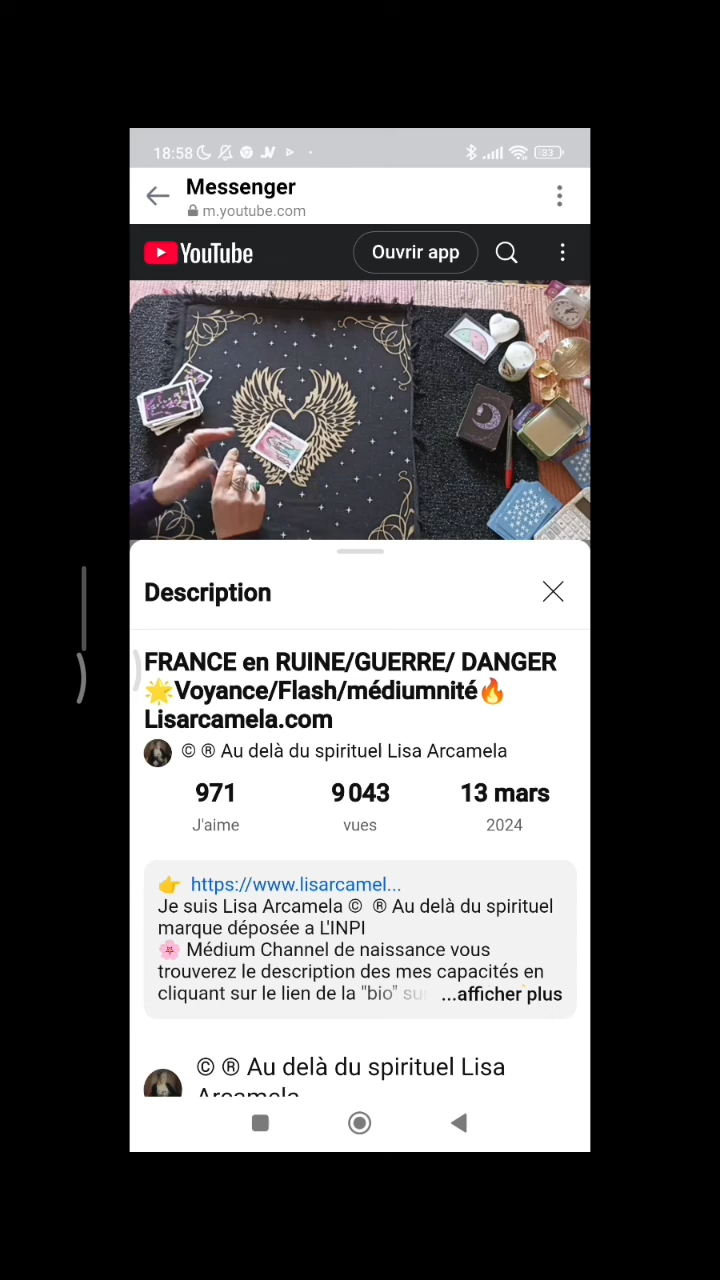 18:58
33
Messenger
m.youtube.com
YouTube
Ouvrir app
Description
FRANCE en RUINE/GUERRE/ DANGER
🌟Voyance/Flash/médiumnité🔥
Lisarcamela.com
© ® Au delà du spirituel Lisa Arcamela
971 9 043 13 mars
J'aime vues 2024
👉 https://www.lisarcamel...
Je suis Lisa Arcamela © ® Au delà du spirituel
marque déposée a L'INPI
🌸 Médium Channel de naissance vous
trouverez le description des mes capacités en
cliquant sur le lien de la "bio" su ...afficher plus
© ® Au delà du spirituel Lisa
Arcamela